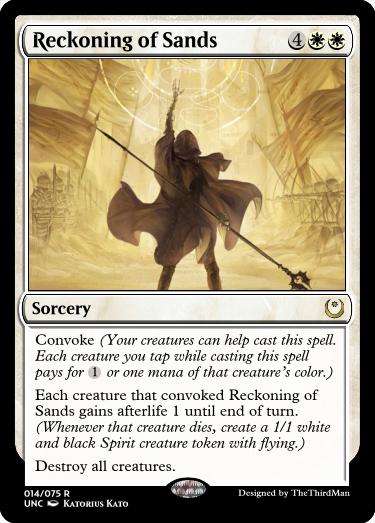 Reckoning of Sands 4
Sorcery
Convoke (Your creatures can help cast this spell.
Each creature you tap while casting this spell
pays for 1 or one mana of that creature's color.)
Each creature that convoked Reckoning of
Sands gains afterlife 1 until end of turn.
(Whenever that creature dies, create a 1/1 white
and black Spirit creature token with flying.)
Destroy all creatures.
014/075 R
UNC Katorius Kato
Designed by TheThirdMan